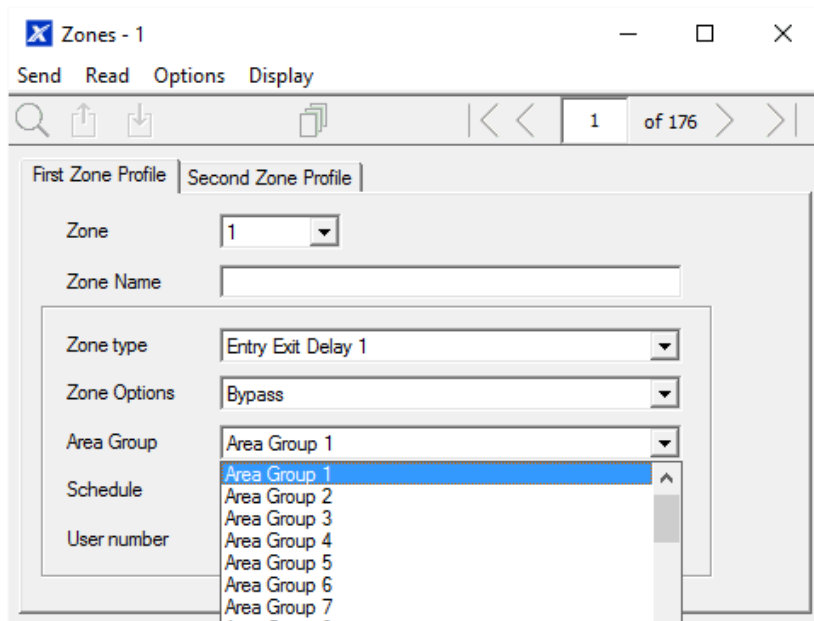 Zones - 1
Send Read Options Display
1 of 176
First Zone Profile Second Zone Profile
Zone 1
Zone Name
Zone type Entry Exit Delay 1
Zone Options Bypass
Area Group Area Group 1
Area Group 1
Schedule
Area Group 2
Area Group 3
User number
Area Group 4
Area Group 5
Area Group 6
Area Group 7